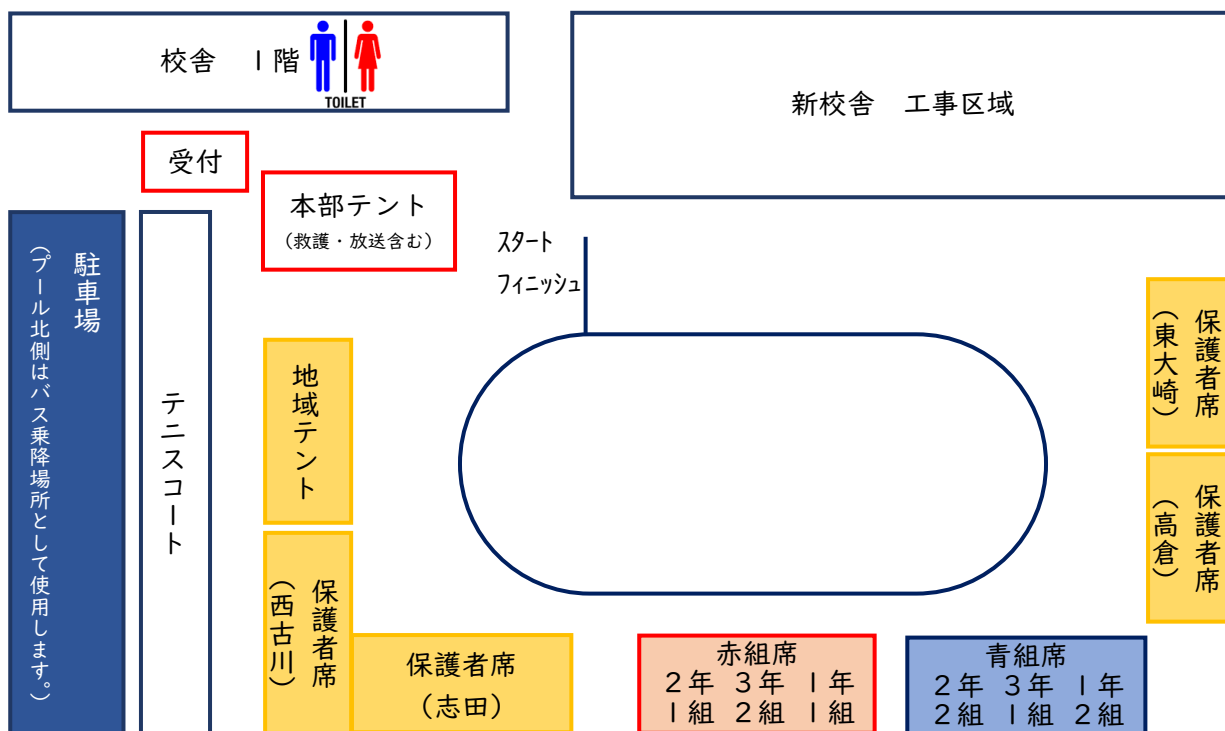 校舎　1階
TOILET
新校舎　工事区域
受付
本部テント
(救護・放送含む)
スタート
フィニッシュ
駐車場
(プール北側はバス乗降場所として使用します。)
テニスコート
地域テント
保護者席
(西古川)
保護者席
(志田)
赤組席
2年 3年 1年
1組 2組 1組
青組席
2年 3年 1年
2組 1組 2組
保護者席
(東大崎)
保護者席
(高倉)